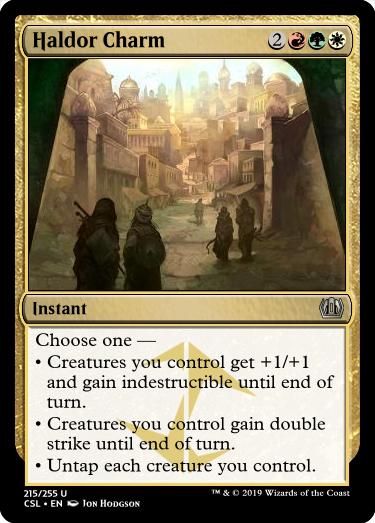 Haldor Charm 2
Instant
Choose one —
• Creatures you control get +1/+1
and gain indestructible until end of
turn.
• Creatures you control gain double
strike until end of turn.
• Untap each creature you control.
215/255 U
CSL • EN Jon Hodgson
™ & © 2019 Wizards of the Coast